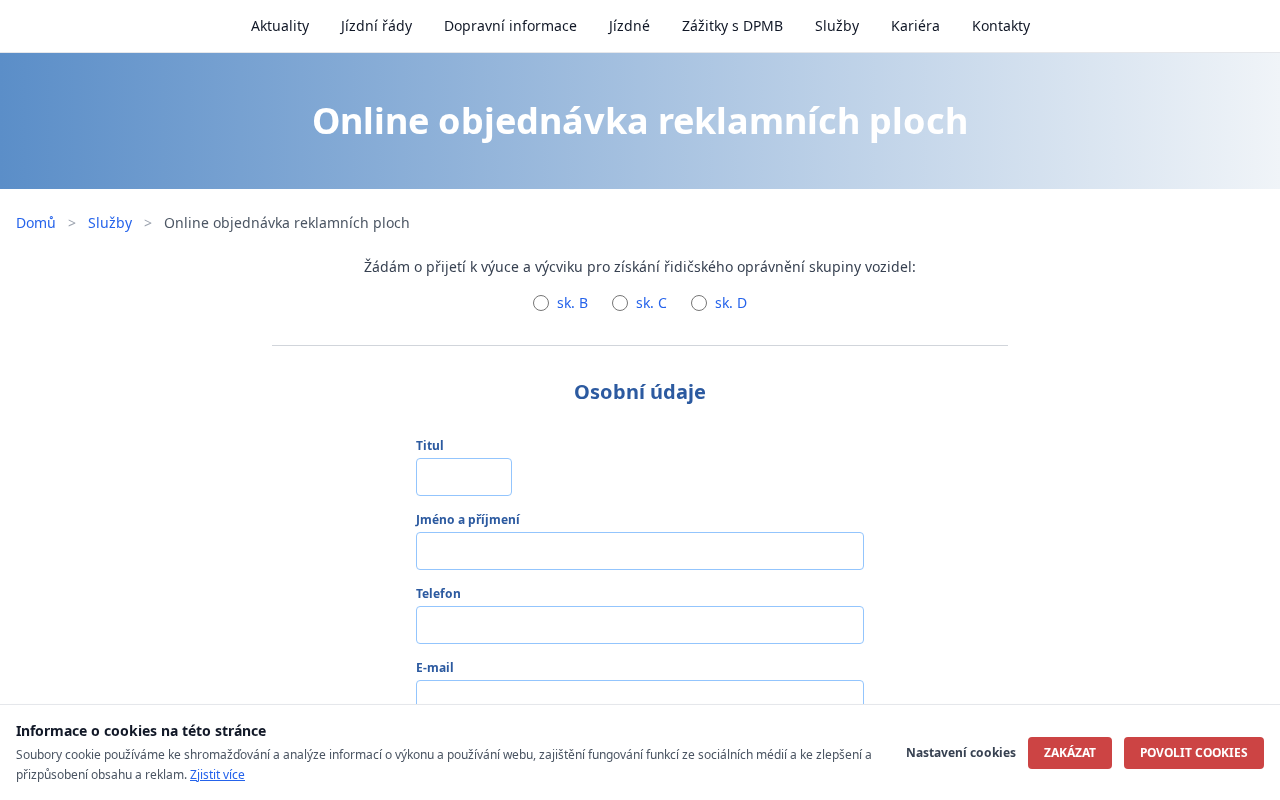 Aktuality Jízdní řády Dopravní informace Jízdné Zážitky s DPMB Služby Kariéra Kontakty
Online objednávka reklamních ploch
Domů > Služby > Online objednávka reklamních ploch
Žádám o přijetí k výuce a výcviku pro získání řidičského oprávnění skupiny vozidel:
sk. B sk. C sk. D
Osobní údaje
Titul
Jméno a příjmení
Telefon
E-mail
Informace o cookies na této stránce
Soubory cookie používáme ke shromažďování a analýze informací o výkonu a používání webu, zajištění fungování funkcí ze sociálních médií a ke zlepšení a
přizpůsobení obsahu a reklam. Zjistit více
Nastavení cookies ZAKÁZAT POVOLIT COOKIES